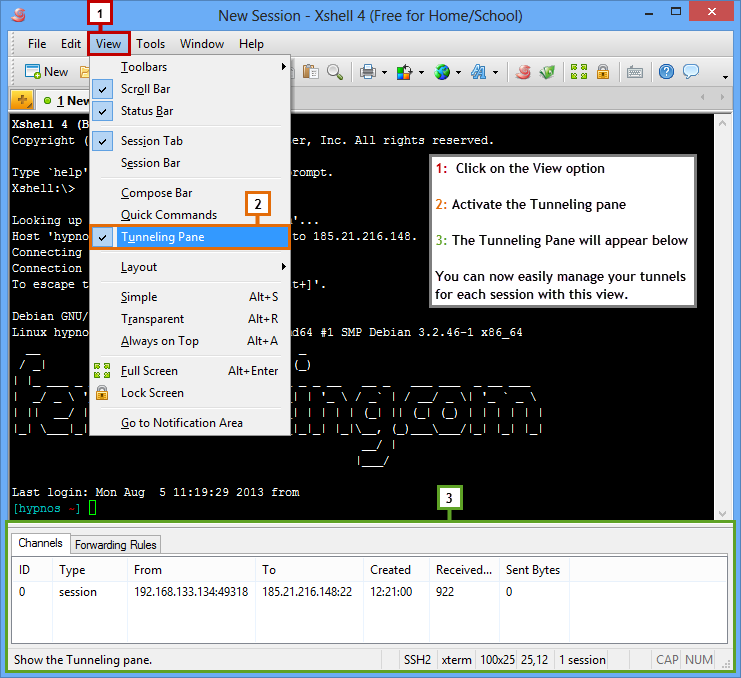 1
New Session - Xshell 4 (Free for Home/School)
File Edit View Tools Window Help
New
1 New
Toolbars
Scroll Bar
Status Bar
Session Tab
Session Bar
Compose Bar
Quick Commands
2
Tunneling Pane
Layout
Simple Alt+S
Transparent Alt+R
Always on Top Alt+A
Full Screen Alt+Enter
Lock Screen
Go to Notification Area
Xshell 4 (B
Copyright ( er, Inc. All rights reserved.
Type `help' prompt.
Xshell:\>
Looking up '...
Host 'hypno to 185.21.216.148.
Connecting
Connection
To escape t lt+]'.
Debian GNU/
Linux hypno md64 #1 SMP Debian 3.2.46-1 x86_64
Last login: Mon Aug 5 11:19:29 2013 from
[hypnos ~]
1: Click on the View option
2: Activate the Tunneling pane
3: The Tunneling Pane will appear below
You can now easily manage your tunnels
for each session with this view.
3
Channels Forwarding Rules
ID Type From To Created Received... Sent Bytes
0 session 192.168.133.134:49318 185.21.216.148:22 12:21:00 922 0
Show the Tunneling pane. SSH2 xterm 100x25 25,12 1 session CAP NUM